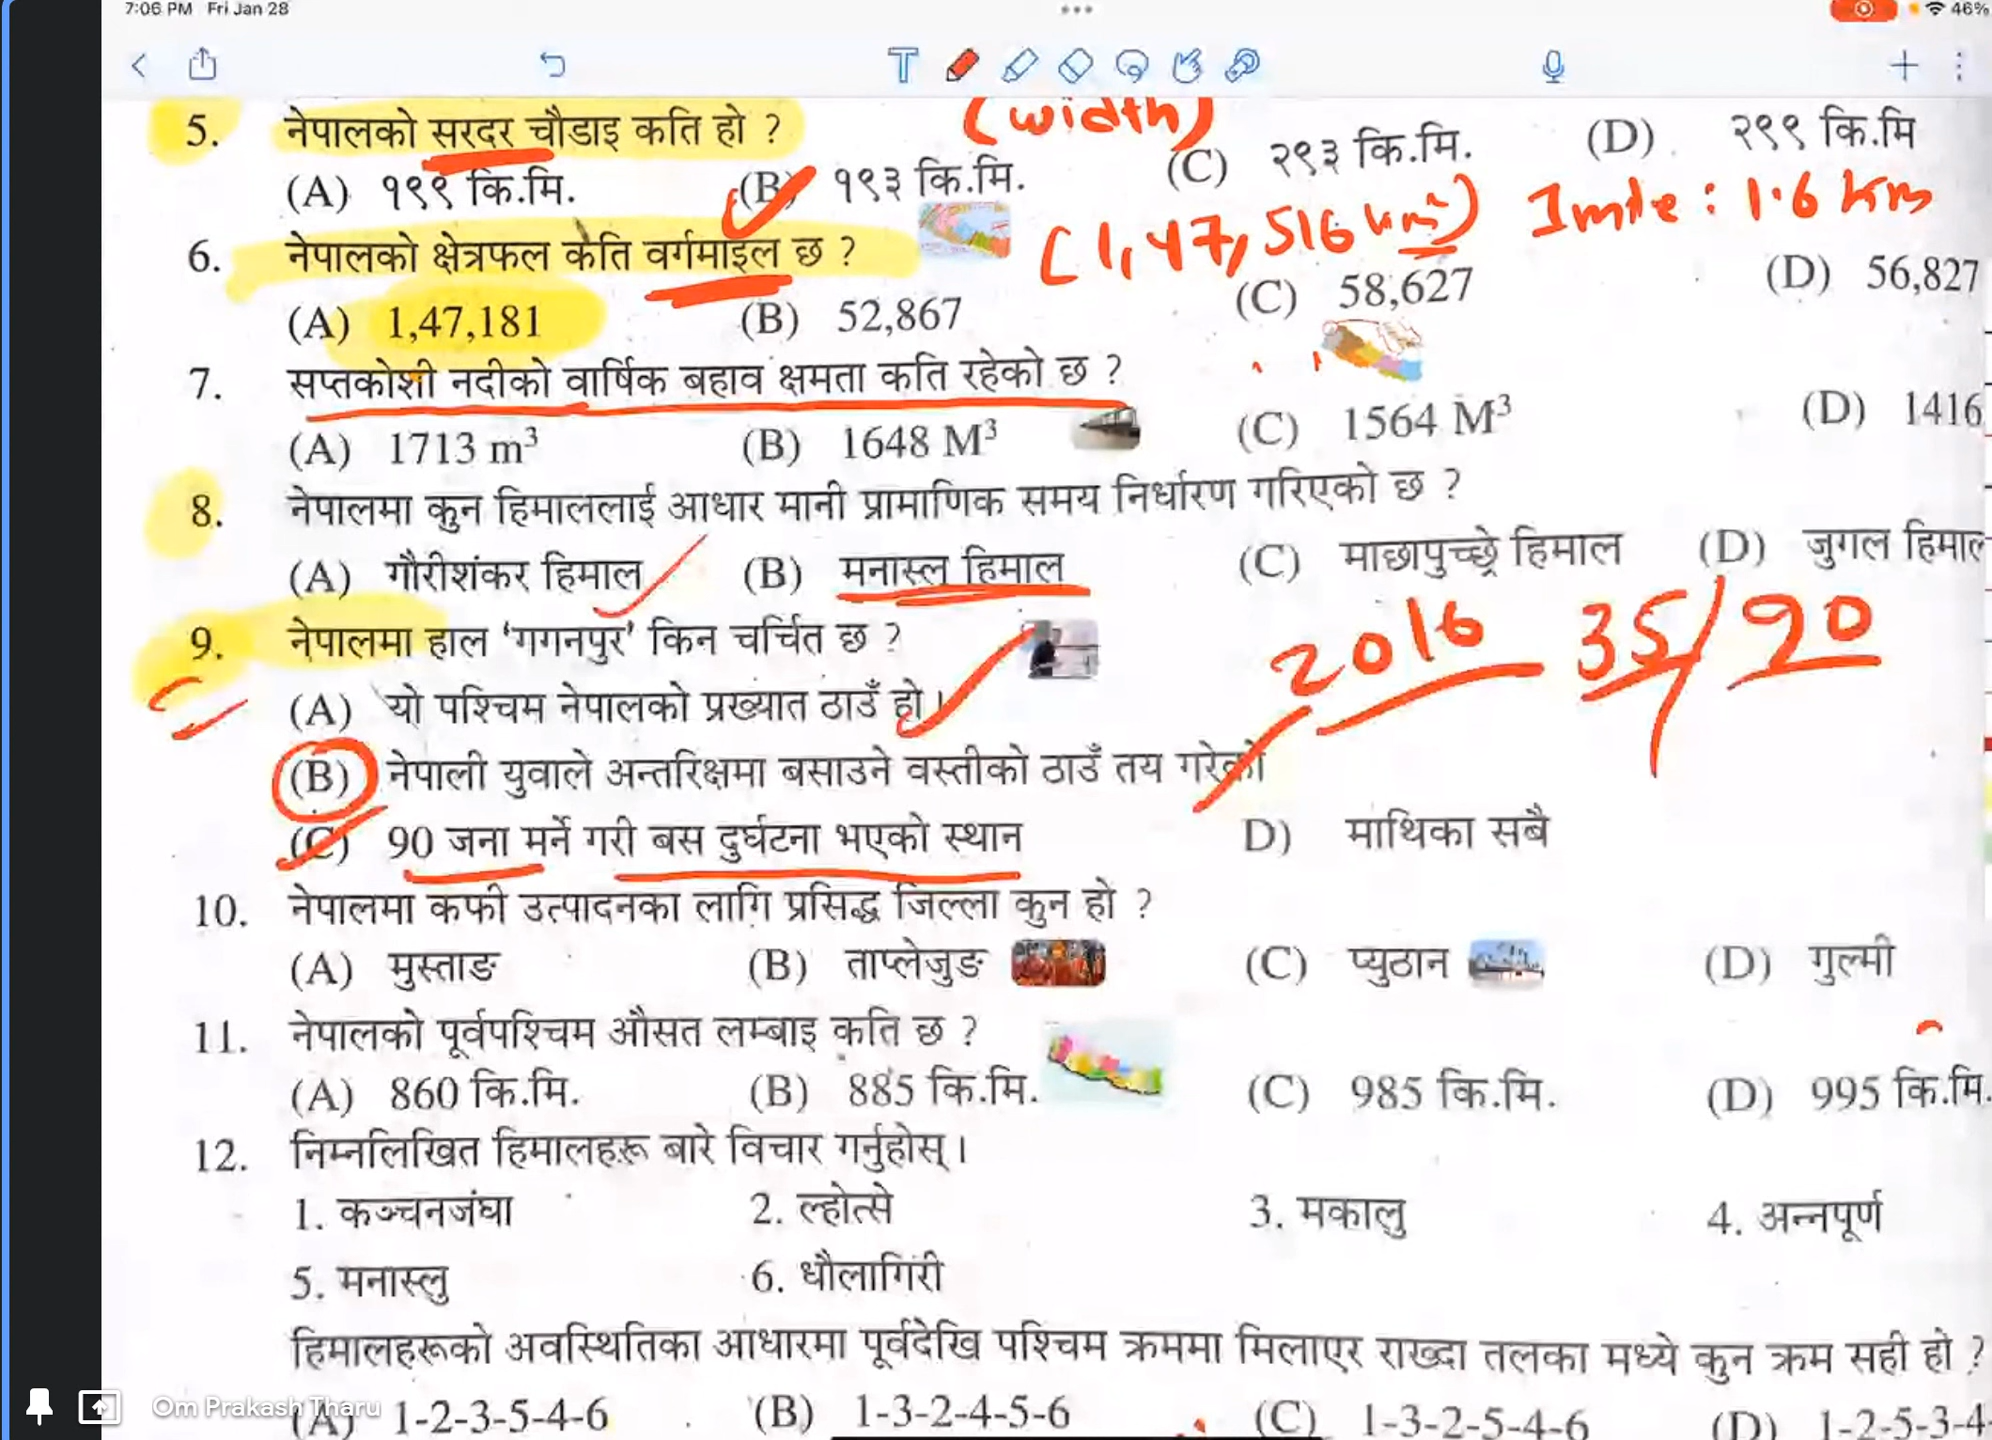 7:06 PM Fri Jan 28
46%
(width)
5. नेपालको सरदर चौडाइ कति हो ?
(A) १९९ कि.मि. (B) १९३ कि.मि. (C) २९३ कि.मि. (D) २९९ कि.मि
(1,47,516 km²) 1 mile : 1.6 km
6. नेपालको क्षेत्रफल कति वर्गमाइल छ ?
(A) 1,47,181 (B) 52,867 (C) 58,627 (D) 56,827
7. सप्तकोशी नदीको वार्षिक बहाव क्षमता कति रहेको छ ?
(A) 1713 m³ (B) 1648 M³ (C) 1564 M³ (D) 1416
8. नेपालमा कुन हिमाललाई आधार मानी प्रामाणिक समय निर्धारण गरिएको छ ?
(A) गौरीशंकर हिमाल (B) मनास्लु हिमाल (C) माछापुच्छ्रे हिमाल (D) जुगल हिमाल
2016 35/90
9. नेपालमा हाल ‘गगनपुर’ किन चर्चित छ ?
(A) यो पश्चिम नेपालको प्रख्यात ठाउँ हो।
(B) नेपाली युवाले अन्तरिक्षमा बसाउने वस्तीको ठाउँ तय गरेको
(C) 90 जना मर्ने गरी बस दुर्घटना भएको स्थान D) माथिका सबै
10. नेपालमा कफी उत्पादनका लागि प्रसिद्ध जिल्ला कुन हो ?
(A) मुस्ताङ (B) ताप्लेजुङ (C) प्युठान (D) गुल्मी
11. नेपालको पूर्वपश्चिम औसत लम्बाइ कति छ ?
(A) 860 कि.मि. (B) 885 कि.मि. (C) 985 कि.मि. (D) 995 कि.मि.
12. निम्नलिखित हिमालहरू बारे विचार गर्नुहोस्।
1. कञ्चनजंघा 2. ल्होत्से 3. मकालु 4. अन्नपूर्ण
5. मनास्लु 6. धौलागिरी
हिमालहरूको अवस्थितिका आधारमा पूर्वदेखि पश्चिम क्रममा मिलाएर राख्दा तलका मध्ये कुन क्रम सही हो ?
Om Prakash Tharu
(A) 1-2-3-5-4-6 (B) 1-3-2-4-5-6 (C) 1-3-2-5-4-6 (D) 1-2-5-3-4-